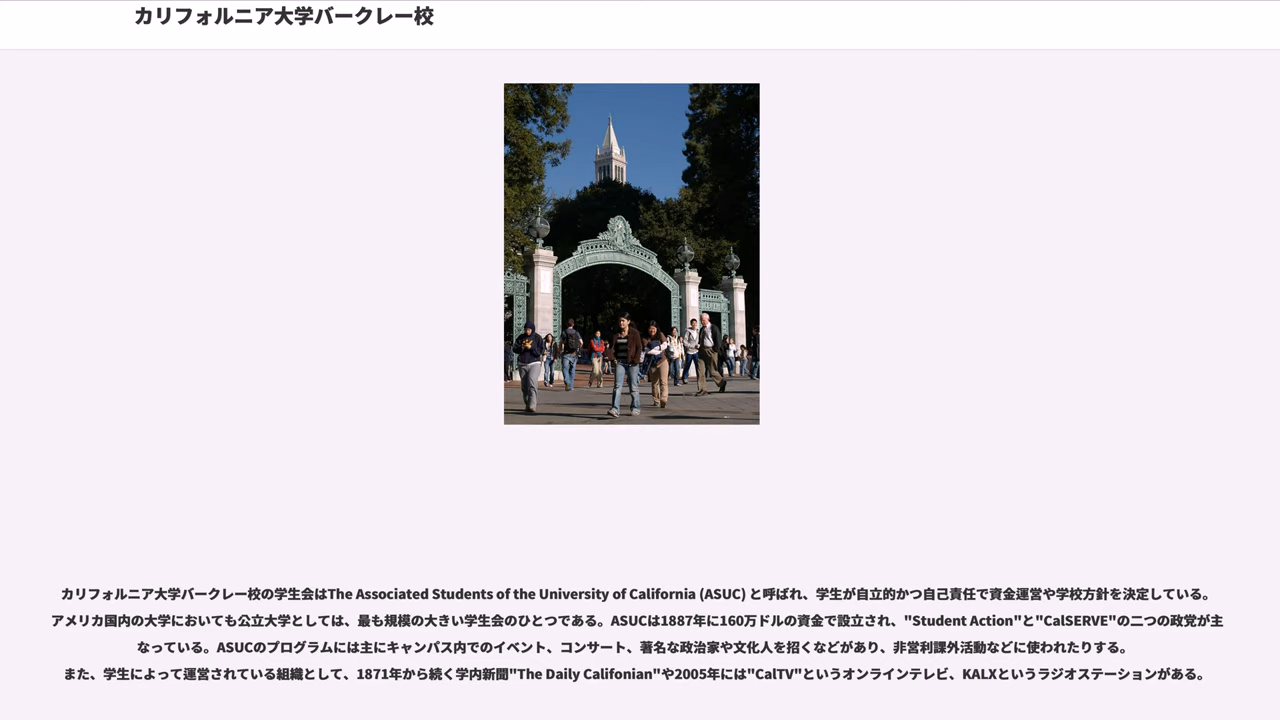 カリフォルニア大学バークレー校
カリフォルニア大学バークレー校の学生会はThe Associated Students of the University of California (ASUC) と呼ばれ、学生が自立的かつ自己責任で資金運営や学校方針を決定している。
アメリカ国内の大学においても公立大学としては、最も規模の大きい学生会のひとつである。ASUCは1887年に160万ドルの資金で設立され、"Student Action"と"CalSERVE"の二つの政党が主
なっている。ASUCのプログラムには主にキャンパス内でのイベント、コンサート、著名な政治家や文化人を招くなどがあり、非営利課外活動などに使われたりする。
また、学生によって運営されている組織として、1871年から続く学内新聞"The Daily Califonian"や2005年には"CalTV"というオンラインテレビ、KALXというラジオステーションがある。